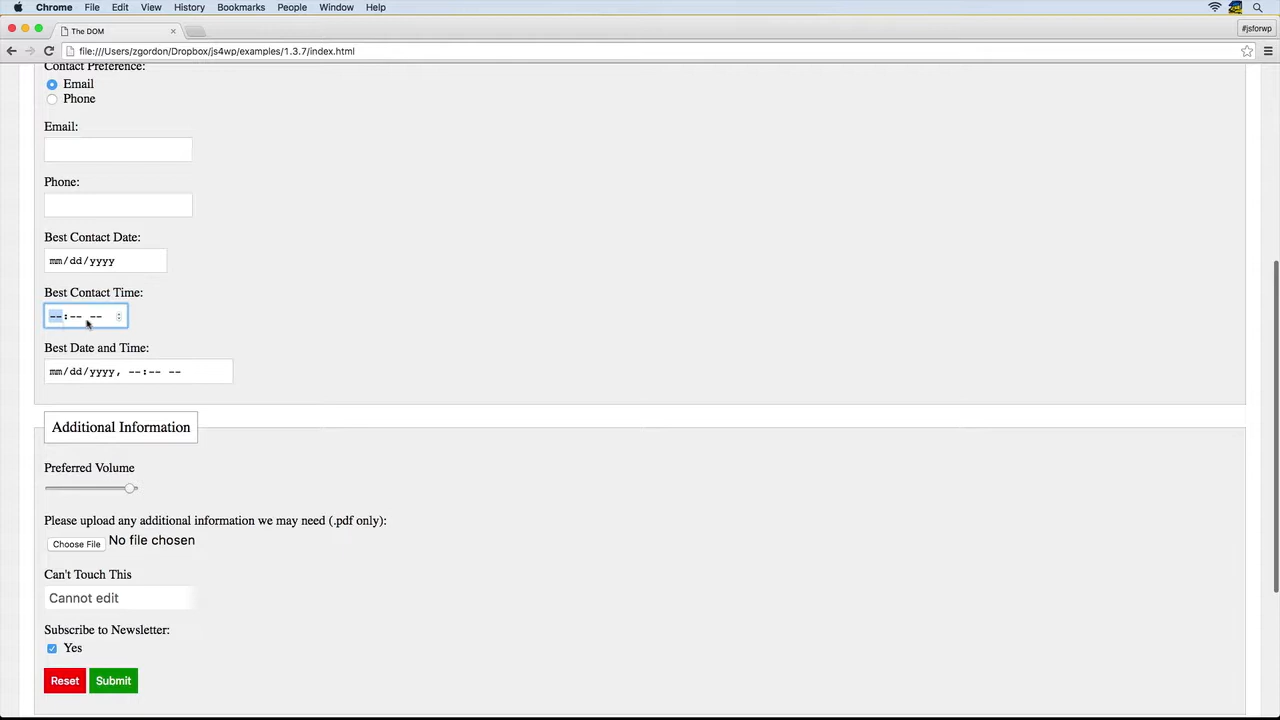 Chrome File Edit View History Bookmarks People Window Help
The DOM
#jsforwp
file:///Users/zgordon/Dropbox/js4wp/examples/1.3.7/index.html
Contact Preference:
Email
Phone
Email:
Phone:
Best Contact Date:
mm/dd/yyyy
Best Contact Time:
--:-- --
Best Date and Time:
mm/dd/yyyy, --:-- --
Additional Information
Preferred Volume
Please upload any additional information we may need (.pdf only):
Choose File No file chosen
Can't Touch This
Cannot edit
Subscribe to Newsletter:
Yes
Reset Submit